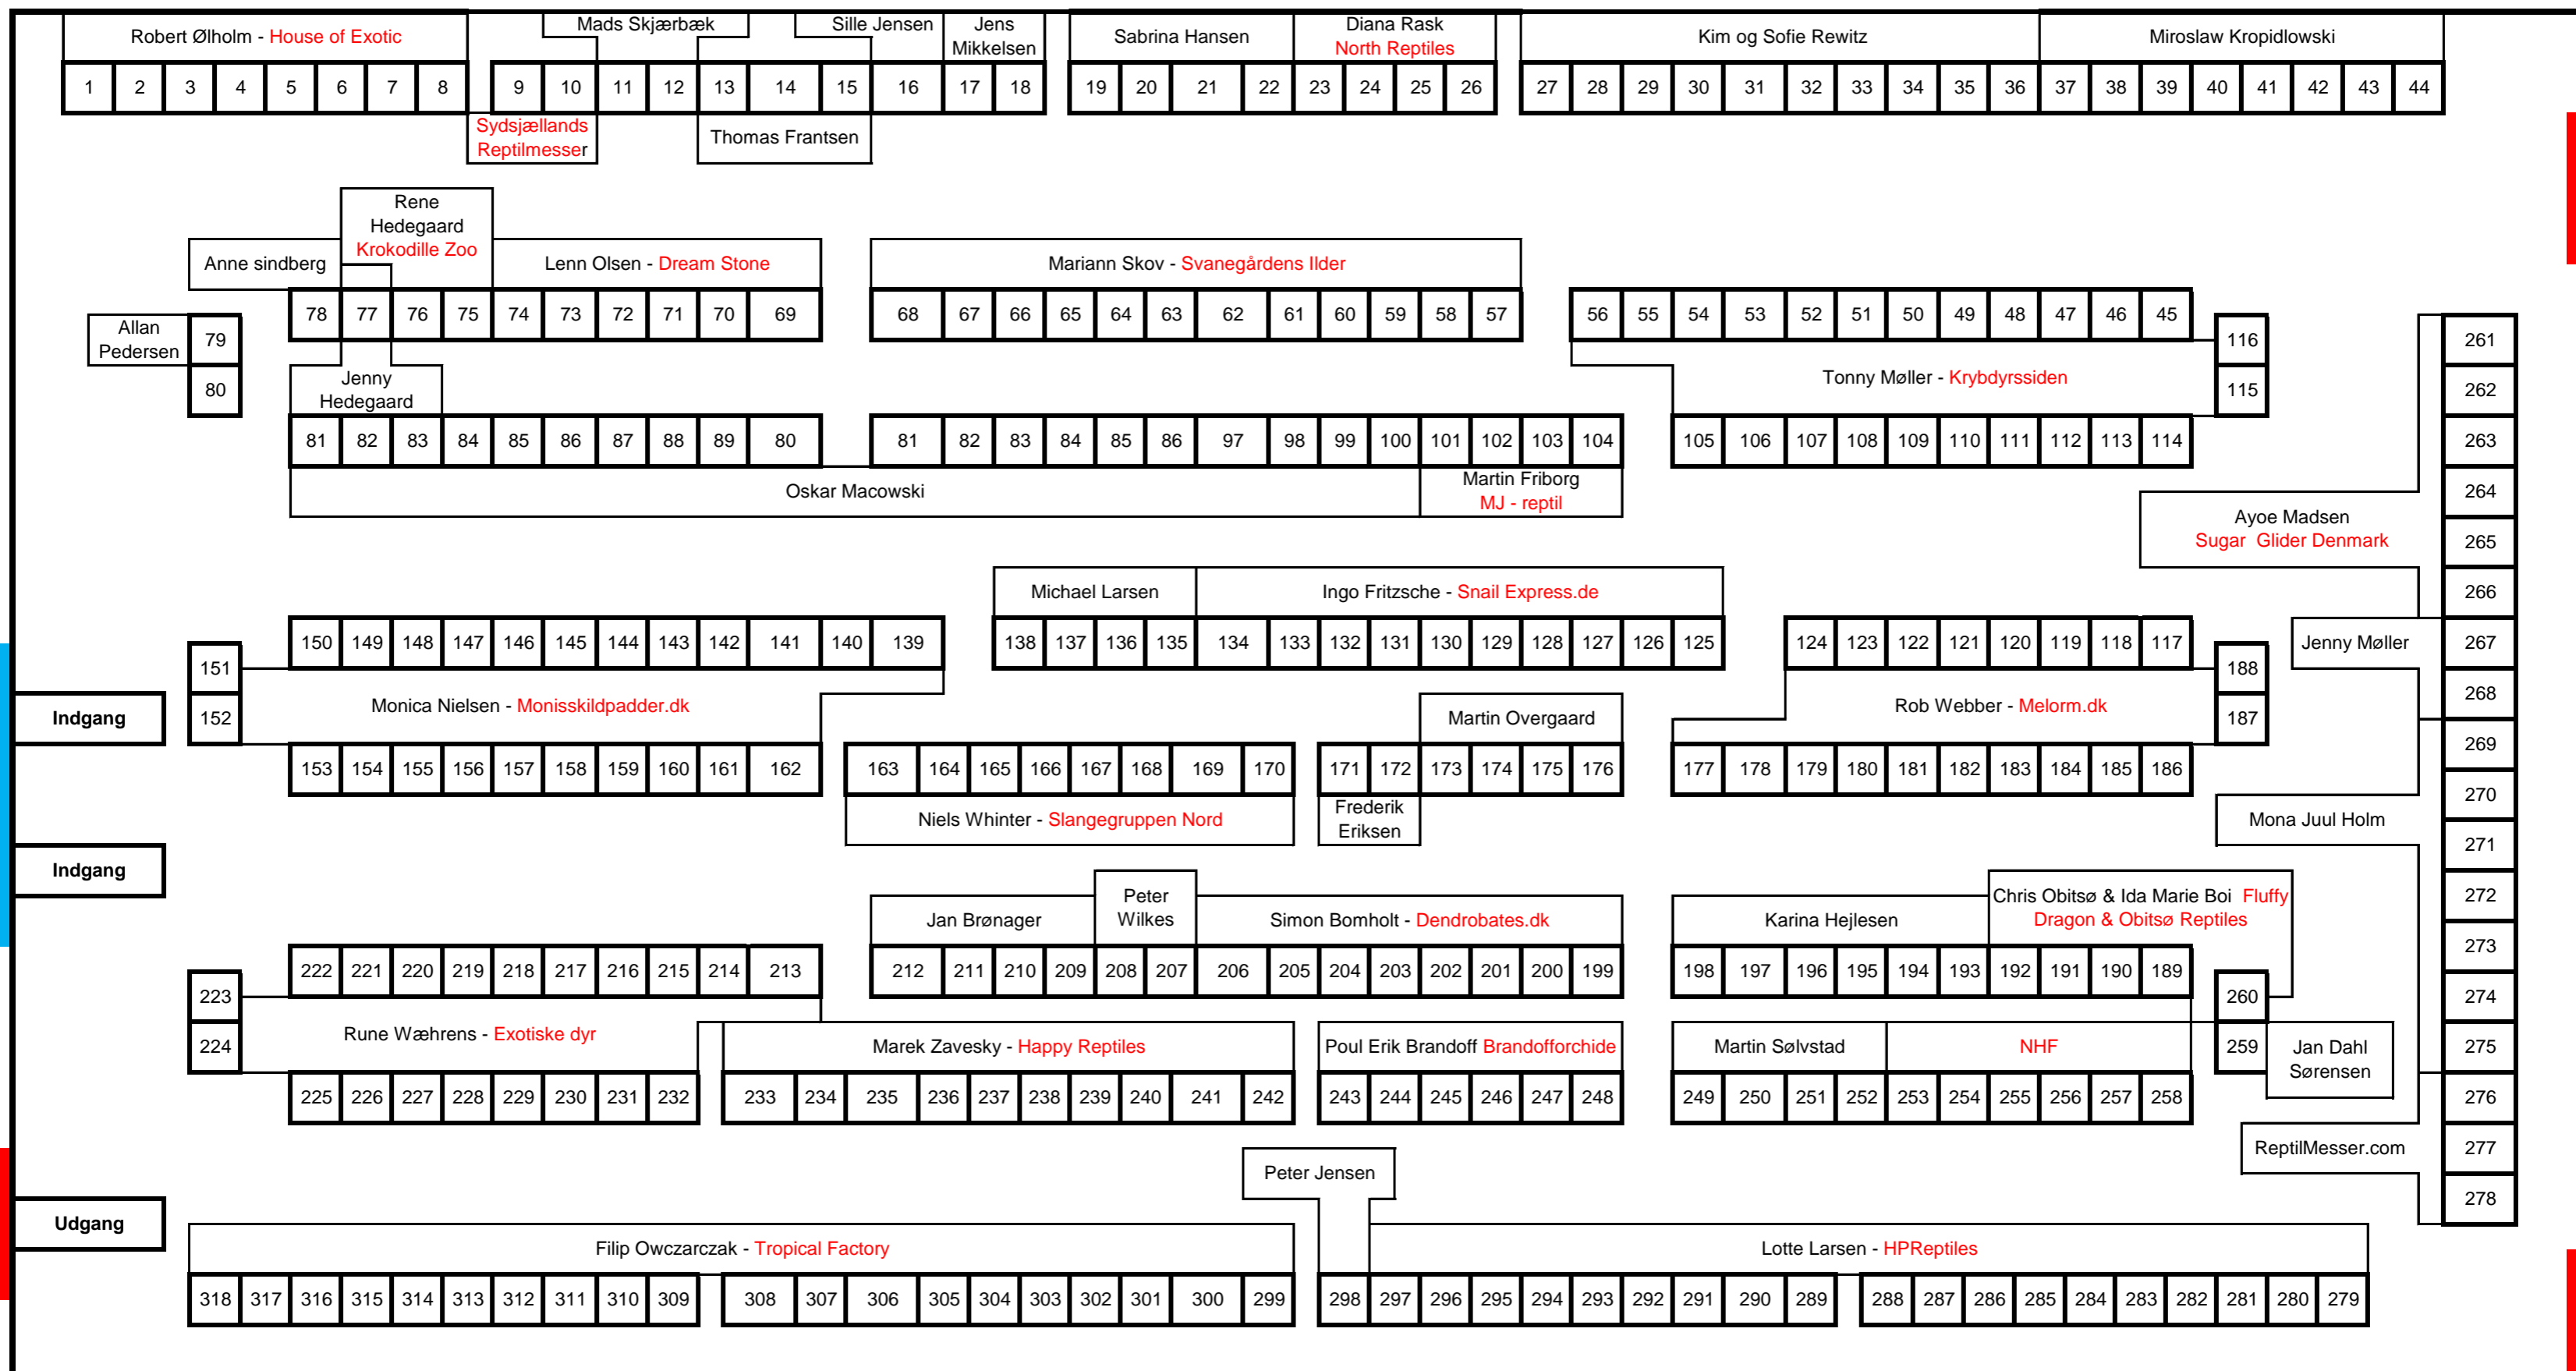 Robert Ølholm - House of Exotic
Mads Skjærbæk
Sille Jensen
Jens
Mikkelsen
Sabrina Hansen
Diana Rask
North Reptiles
Kim og Sofie Rewitz
Miroslaw Kropidlowski
1 2 3 4 5 6 7 8 9 10 11 12 13 14 15 16 17 18 19 20 21 22 23 24 25 26 27 28 29 30 31 32 33 34 35 36 37 38 39 40 41 42 43 44
Sydsjællands
Reptilmesser
Thomas Frantsen
Rene
Hedegaard
Krokodille Zoo
Anne sindberg
Lenn Olsen - Dream Stone
Mariann Skov - Svanegårdens Ilder
78 77 76 75 74 73 72 71 70 69 68 67 66 65 64 63 62 61 60 59 58 57 56 55 54 53 52 51 50 49 48 47 46 45
Allan
Pedersen
79
116
261
80
Jenny
Hedegaard
Tonny Møller - Krybdyrssiden
115
262
81 82 83 84 85 86 87 88 89 80 81 82 83 84 85 86 97 98 99 100 101 102 103 104 105 106 107 108 109 110 111 112 113 114
263
Oskar Macowski
Martin Friborg
MJ - reptil
264
Ayoe Madsen
Sugar Glider Denmark
265
Michael Larsen
Ingo Fritzsche - Snail Express.de
266
150 149 148 147 146 145 144 143 142 141 140 139 138 137 136 135 134 133 132 131 130 129 128 127 126 125 124 123 122 121 120 119 118 117
Jenny Møller
267
151
188
268
Indgang
152
Monica Nielsen - Monisskildpadder.dk
Martin Overgaard
Rob Webber - Melorm.dk
187
269
153 154 155 156 157 158 159 160 161 162 163 164 165 166 167 168 169 170 171 172 173 174 175 176 177 178 179 180 181 182 183 184 185 186
270
Niels Whinter - Slangegruppen Nord
Frederik
Eriksen
Mona Juul Holm
271
Indgang
272
Jan Brønager
Peter
Wilkes
Simon Bomholt - Dendrobates.dk
Karina Hejlesen
Chris Obitsø & Ida Marie Boi Fluffy
Dragon & Obitsø Reptiles
273
222 221 220 219 218 217 216 215 214 213 212 211 210 209 208 207 206 205 204 203 202 201 200 199 198 197 196 195 194 193 192 191 190 189
223
260
274
224
Rune Wæhrens - Exotiske dyr
Marek Zavesky - Happy Reptiles
Poul Erik Brandoff Brandofforchide
Martin Sølvstad
NHF
259
Jan Dahl
Sørensen
275
225 226 227 228 229 230 231 232 233 234 235 236 237 238 239 240 241 242 243 244 245 246 247 248 249 250 251 252 253 254 255 256 257 258
276
Peter Jensen
ReptilMesser.com
277
278
Udgang
Filip Owczarczak - Tropical Factory
Lotte Larsen - HPReptiles
318 317 316 315 314 313 312 311 310 309 308 307 306 305 304 303 302 301 300 299 298 297 296 295 294 293 292 291 290 289 288 287 286 285 284 283 282 281 280 279